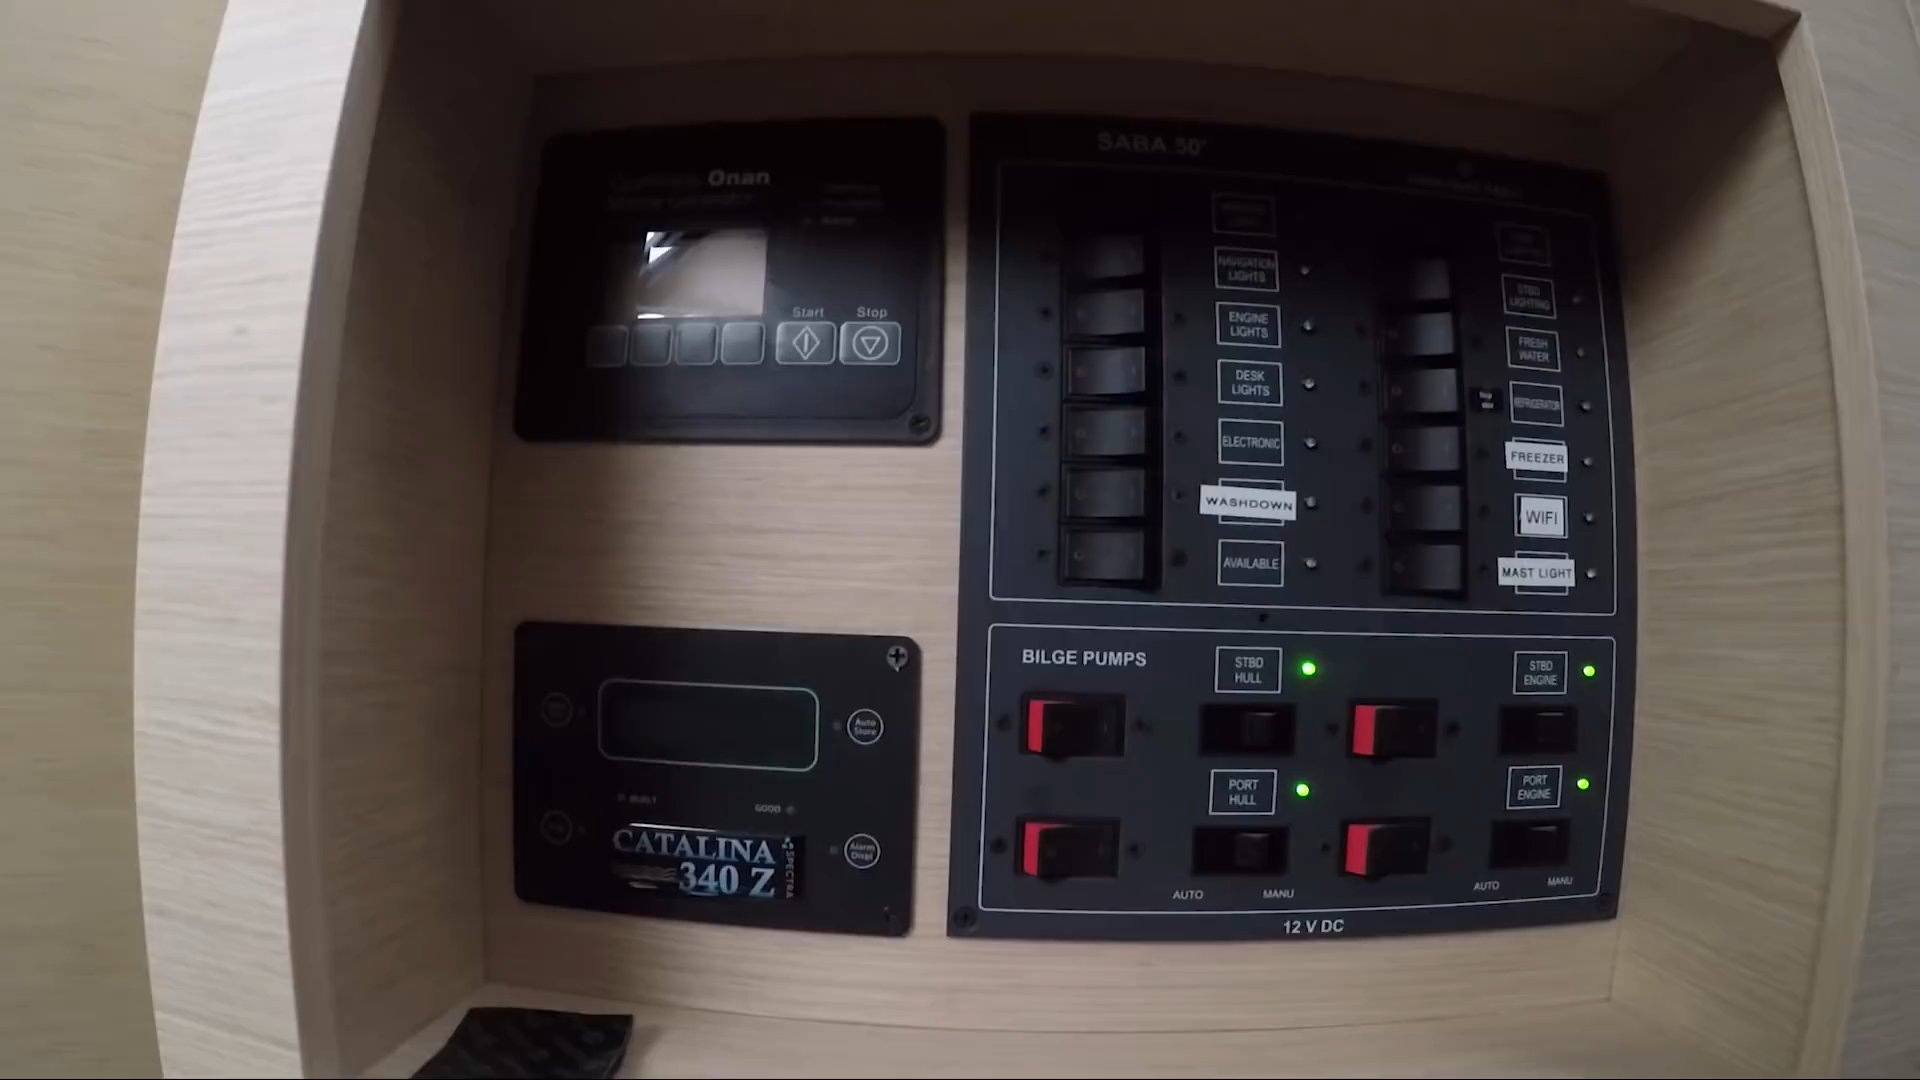 Onan
Start Stop
SABA 50'
NAVIGATION
LIGHTS
ENGINE
LIGHTS
DESK
LIGHTS
ELECTRONIC
WASHDOWN
AVAILABLE
STBD
LIGHTING
FRESH
WATER
REFRIGERATOR
FREEZER
WIFI
MAST LIGHT
Auto
Store
GOOD
Alarm
Displ
CATALINA
340 Z
SPECTRA
BILGE PUMPS
STBD
HULL
STBD
ENGINE
PORT
HULL
PORT
ENGINE
AUTO MANU
AUTO MANU
12 V DC